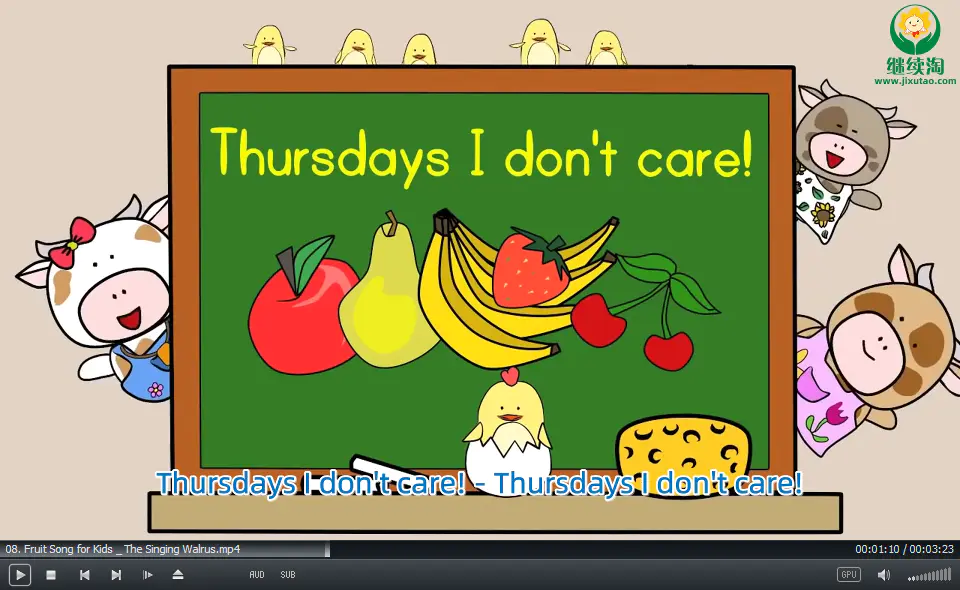 继续淘
www.jixutao.com
Thursdays I don't care!
Thursdays I don't care! - Thursdays I don't care!
08. Fruit Song for Kids _ The Singing Walrus.mp4
00:01:10 / 00:03:23
AUD SUB
GPU